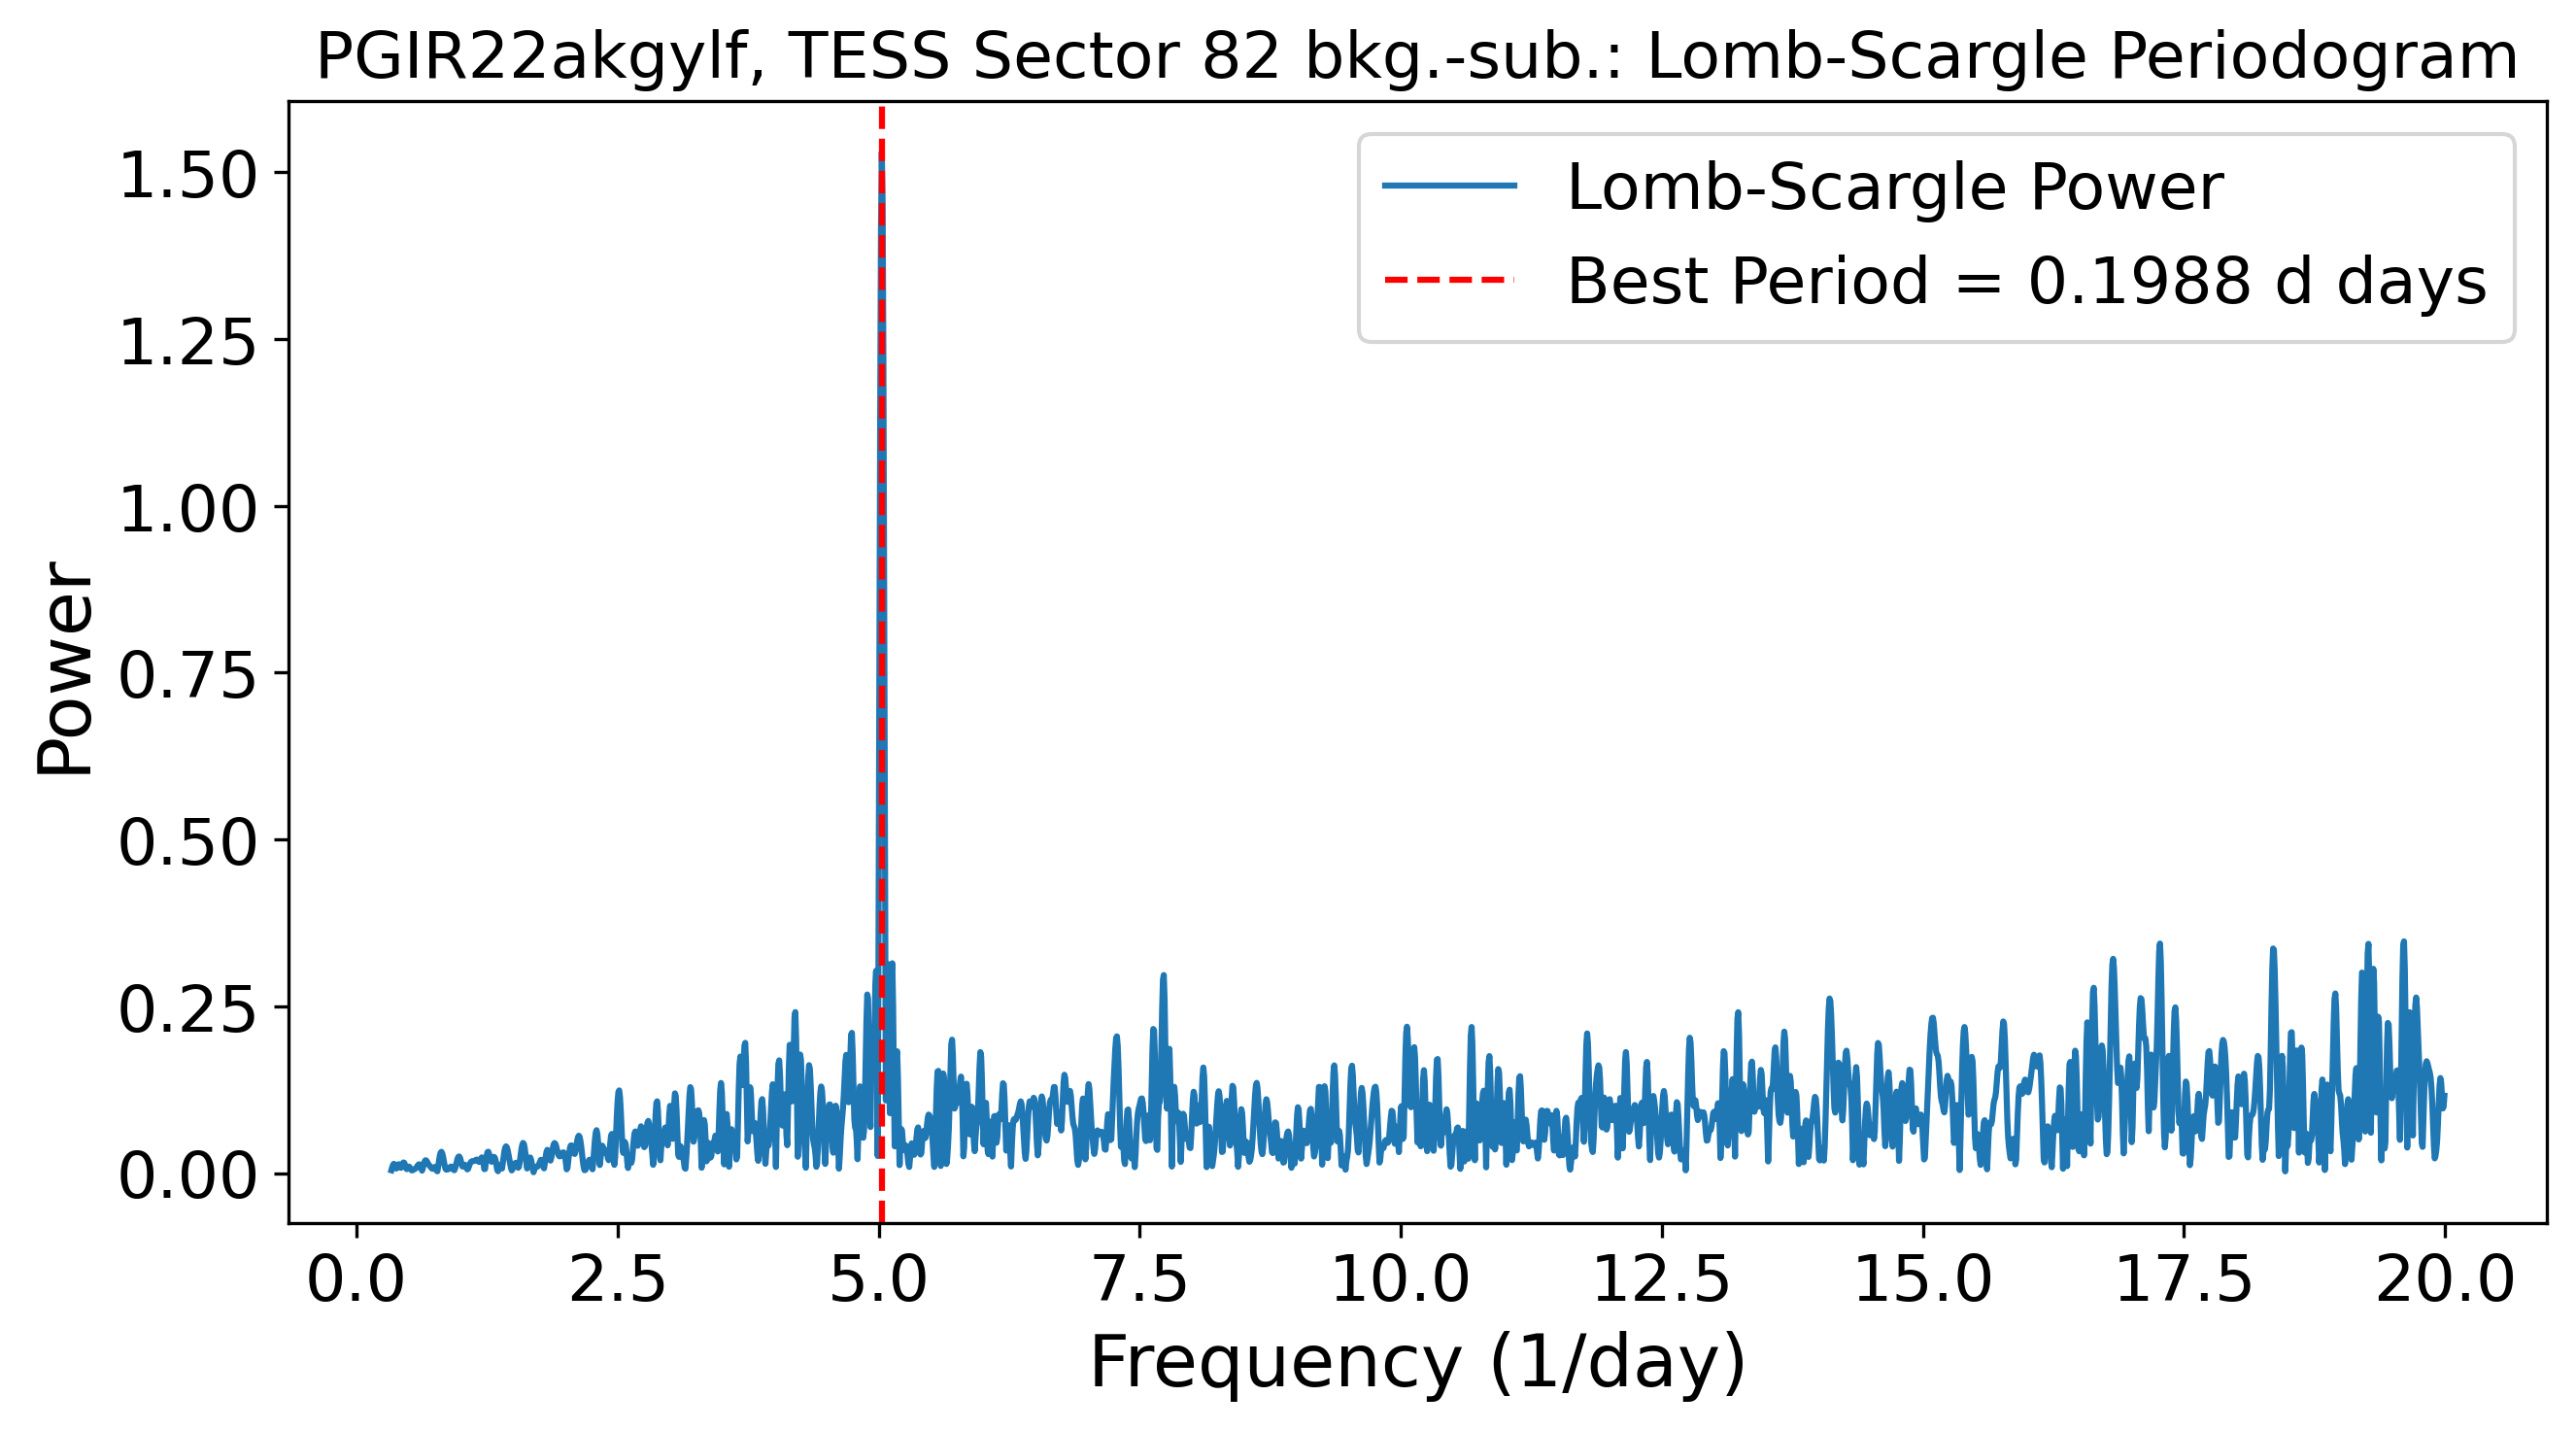 PGIR22akgylf, TESS Sector 82 bkg.-sub.: Lomb-Scargle Periodogram
Lomb-Scargle Power
Best Period = 0.1988 d days
1.50
1.25
1.00
0.75
0.50
0.25
0.00
Power
0.0 2.5 5.0 7.5 10.0 12.5 15.0 17.5 20.0
Frequency (1/day)